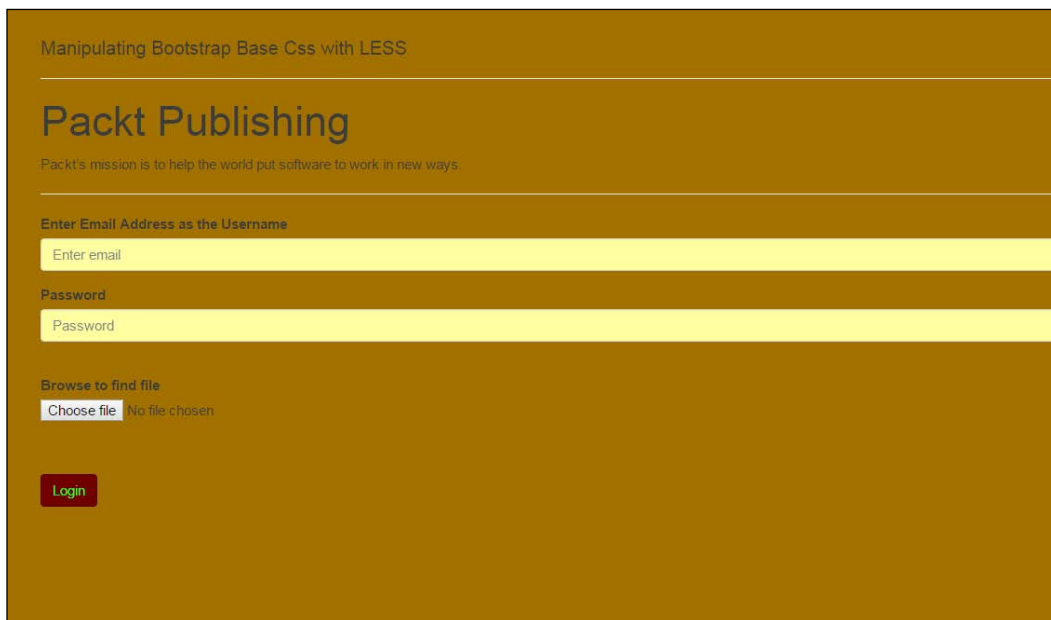 Manipulating Bootstrap Base Css with LESS
Packt Publishing
Packt's mission is to help the world put software to work in new ways.
Enter Email Address as the Username
Enter email
Password
Password
Browse to find file
Choose file No file chosen
Login